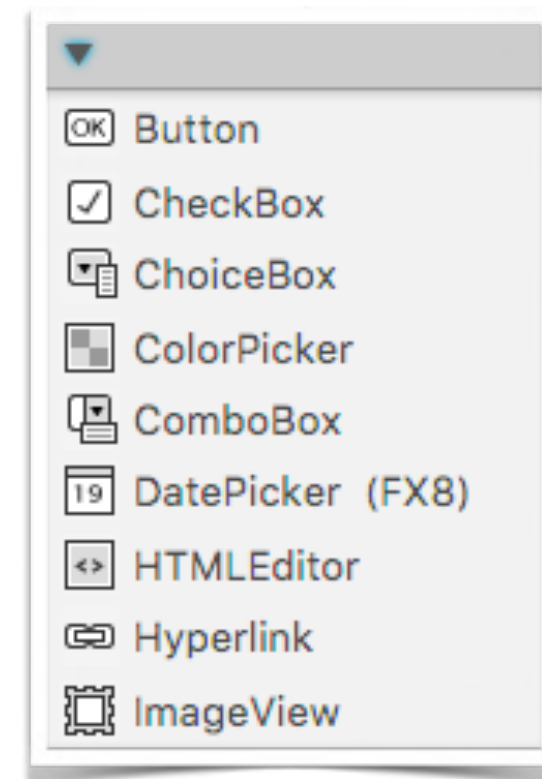 OK Button
CheckBox
ChoiceBox
ColorPicker
ComboBox
19 DatePicker (FX8)
<> HTMLEditor
Hyperlink
ImageView